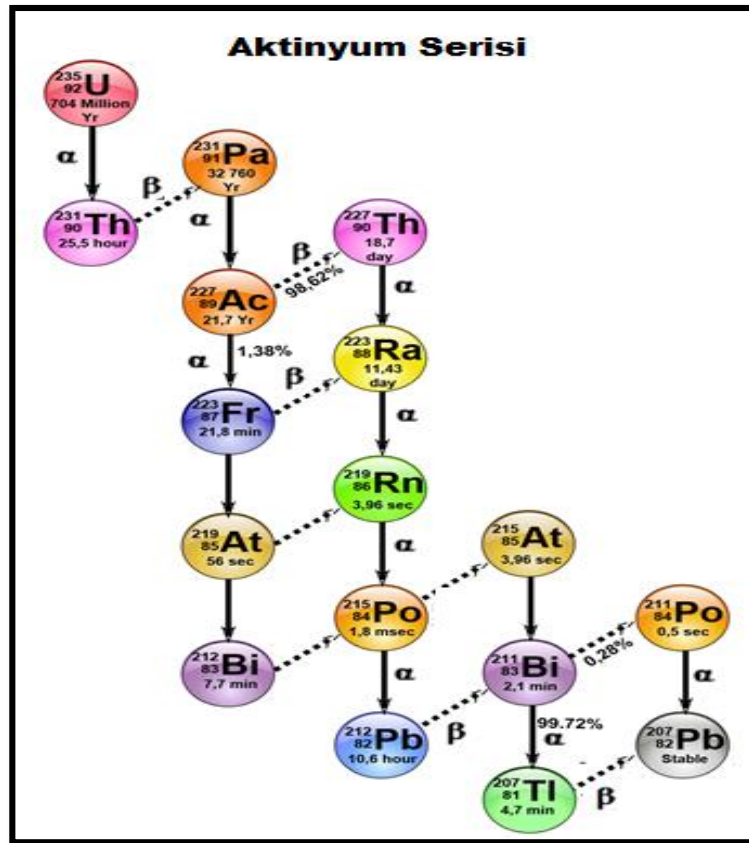 Aktinyum Serisi
235
92 U
704 Million
Yr
α
231
91 Pa
32 760
Yr
β
231
90 Th
25,5 hour
α
227
90 Th
18,7
day
β
98,62%
227
89 Ac
21,7 Yr
α
α
1,38%
223
88 Ra
11,43
day
β
223
87 Fr
21,8 min
α
219
86 Rn
3,96 sec
219
85 At
56 sec
α
215
85 At
3,96 sec
215
84 Po
1,8 msec
211
84 Po
0,5 sec
0,28%
212
83 Bi
7,7 min
α
211
83 Bi
2,1 min
α
212
82 Pb
10,6 hour
β
99.72%
α
207
82 Pb
Stable
207
81 Tl
4,7 min
β